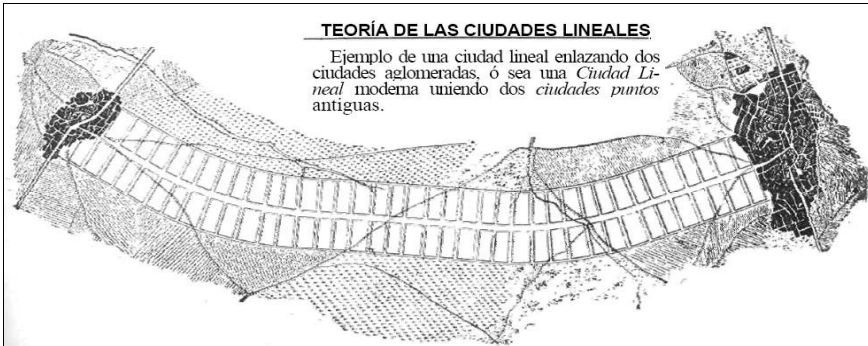 TEORÍA DE LAS CIUDADES LINEALES
Ejemplo de una ciudad lineal enlazando dos
ciudades aglomeradas, ó sea una Ciudad Li-
neal moderna uniendo dos ciudades puntos
antiguas.